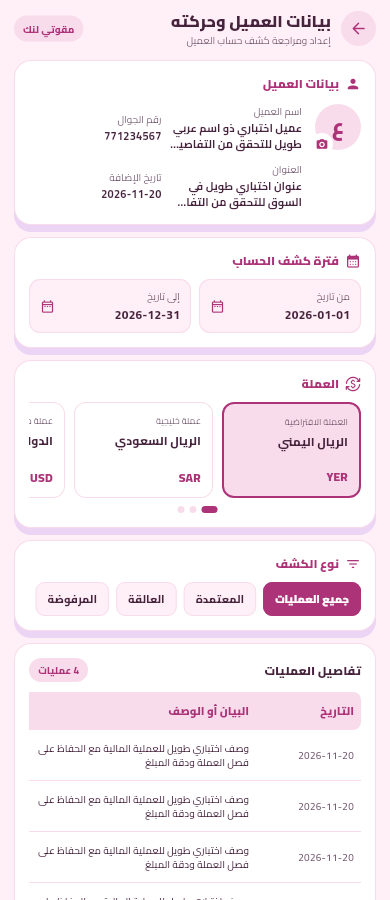 بيانات العميل وحركته
إعداد ومراجعة كشف حساب العميل
مقوتي لنك
بيانات العميل
ع
اسم العميل
عميل اختباري ذو اسم عربي
طويل للتحقق من التفاصيـ...
رقم الجوال
771234567
العنوان
عنوان اختباري طويل في
السوق للتحقق من التفا...
تاريخ الإضافة
2026-11-20
فترة كشف الحساب
من تاريخ
2026-01-01
إلى تاريخ
2026-12-31
العملة
العملة الافتراضية
الريال اليمني
YER
عملة خليجية
الريال السعودي
SAR
عملة
الدولا
USD
نوع الكشف
جميع العمليات
المعتمدة
العالقة
المرفوضة
تفاصيل العمليات
4 عمليات
التاريخ
البيان أو الوصف
2026-11-20
وصف اختباري طويل للعملية المالية مع الحفاظ على
فصل العملة ودقة المبلغ
2026-11-20
وصف اختباري طويل للعملية المالية مع الحفاظ على
فصل العملة ودقة المبلغ
2026-11-20
وصف اختباري طويل للعملية المالية مع الحفاظ على
فصل العملة ودقة المبلغ